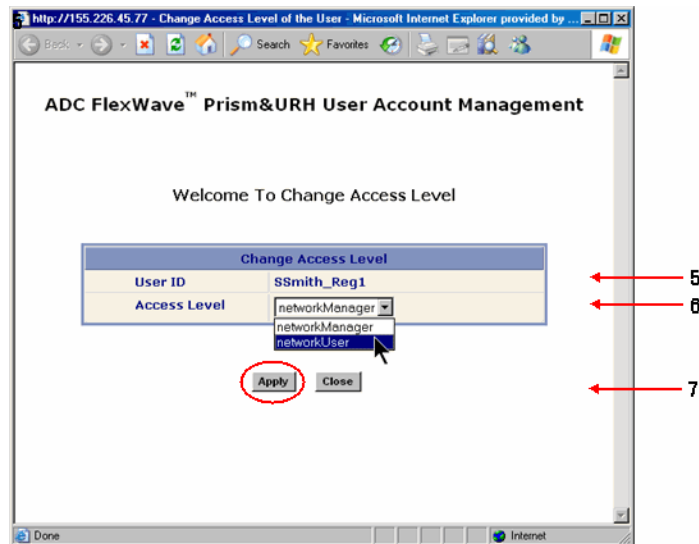 http://155.226.45.77 - Change Access Level of the User - Microsoft Internet Explorer provided by ...
Back Search Favorites
ADC FlexWave™ Prism&URH User Account Management
Welcome To Change Access Level
Change Access Level
User ID SSmith_Reg1 5
Access Level networkManager 6
networkManager
networkUser
Apply Close 7
Done Internet